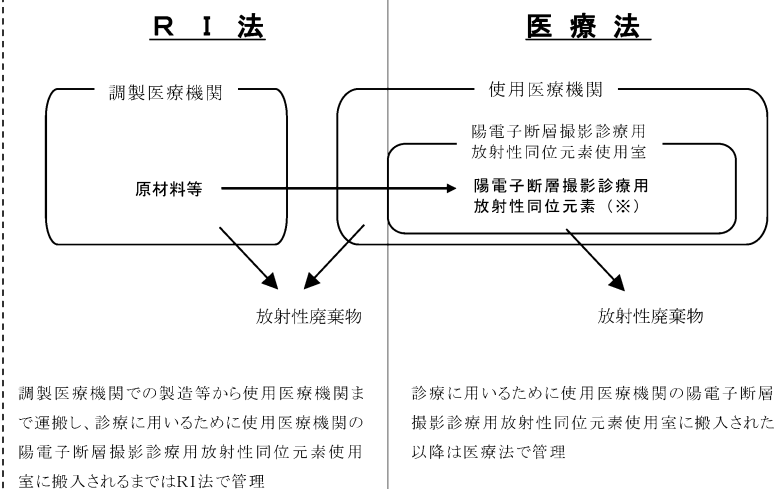 ＲＩ法
医療法
調製医療機関
使用医療機関
陽電子断層撮影診療用
放射性同位元素使用室
原材料等
陽電子断層撮影診療用
放射性同位元素（※）
放射性廃棄物
放射性廃棄物
調製医療機関での製造等から使用医療機関ま
で運搬し、診療に用いるために使用医療機関の
陽電子断層撮影診療用放射性同位元素使用
室に搬入されるまではRI法で管理
診療に用いるために使用医療機関の陽電子断層
撮影診療用放射性同位元素使用室に搬入された
以降は医療法で管理